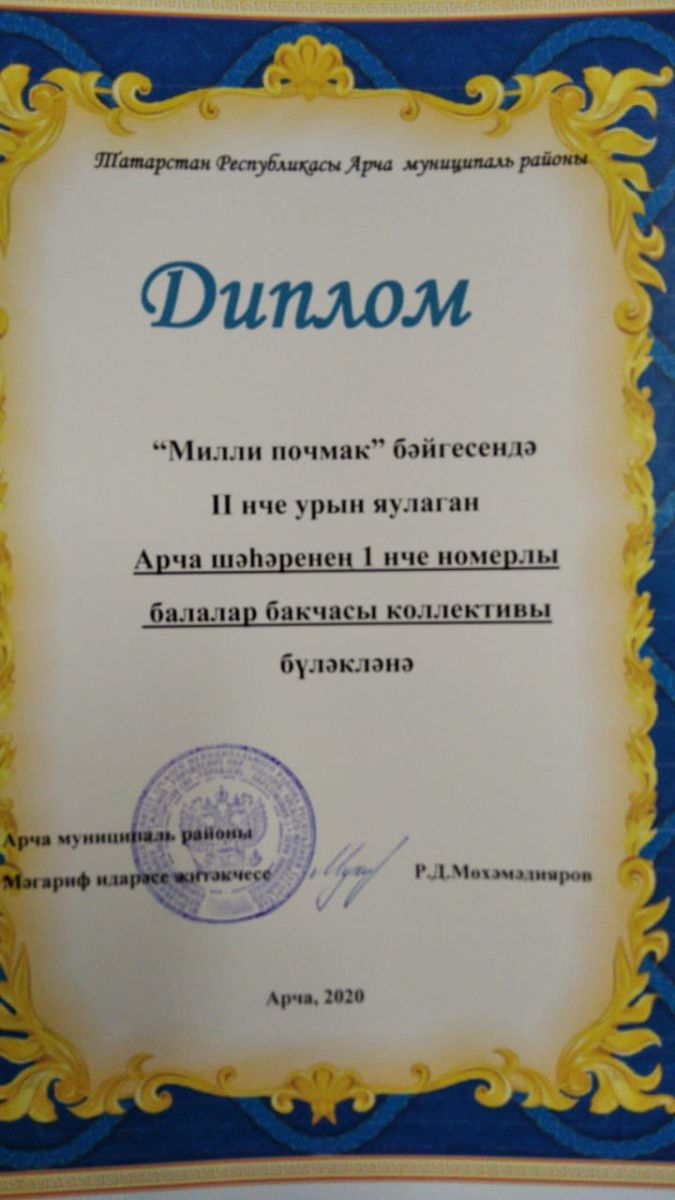 Татарстан Республикасы Арча муниципаль районы
Диплом
“Милли почмак” бәйгесендә
II нче урын яулаган
Арча шәһәренең 1 нче номерлы
балалар бакчасы коллективы
бүләкләнә
Арча муниципаль районы
Мәгариф идарәсе җитәкчесе Р.Д.Мөхәмәдияров
Арча, 2020